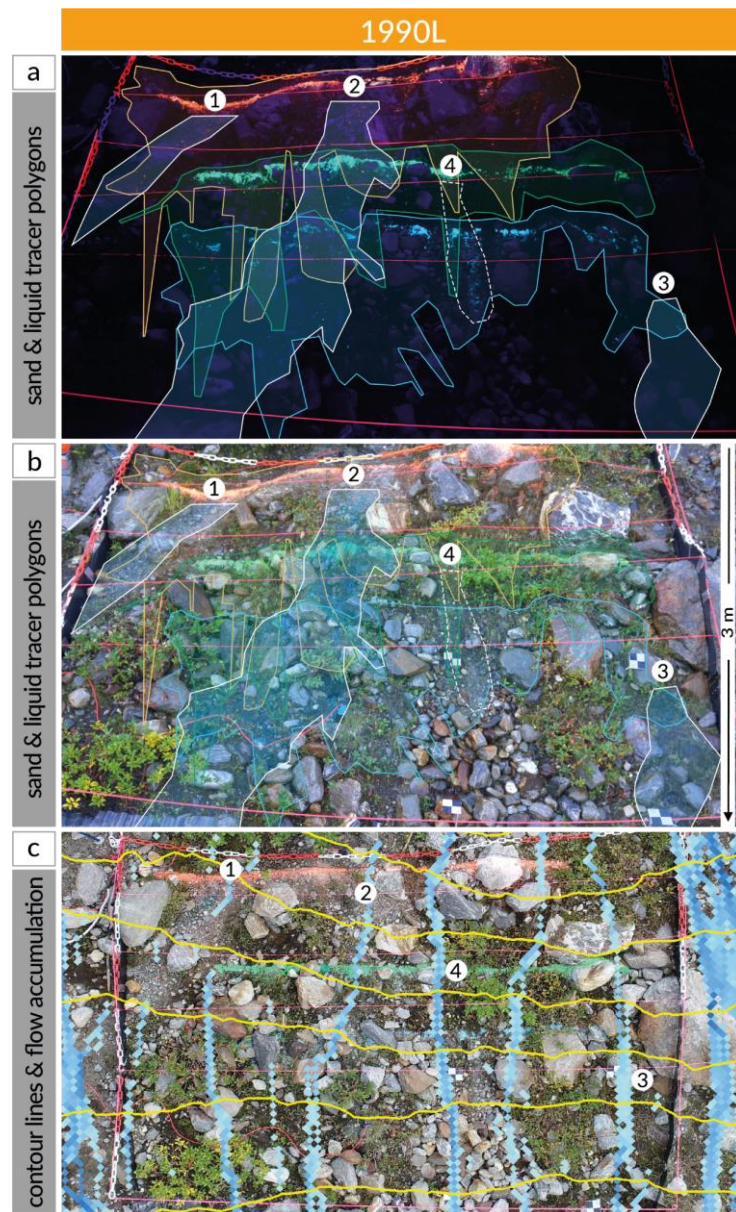 1990L
a
sand & liquid tracer polygons
1
2
4
3
b
sand & liquid tracer polygons
1
2
4
3
3 m
c
contour lines & flow accumulation
1
2
4
3